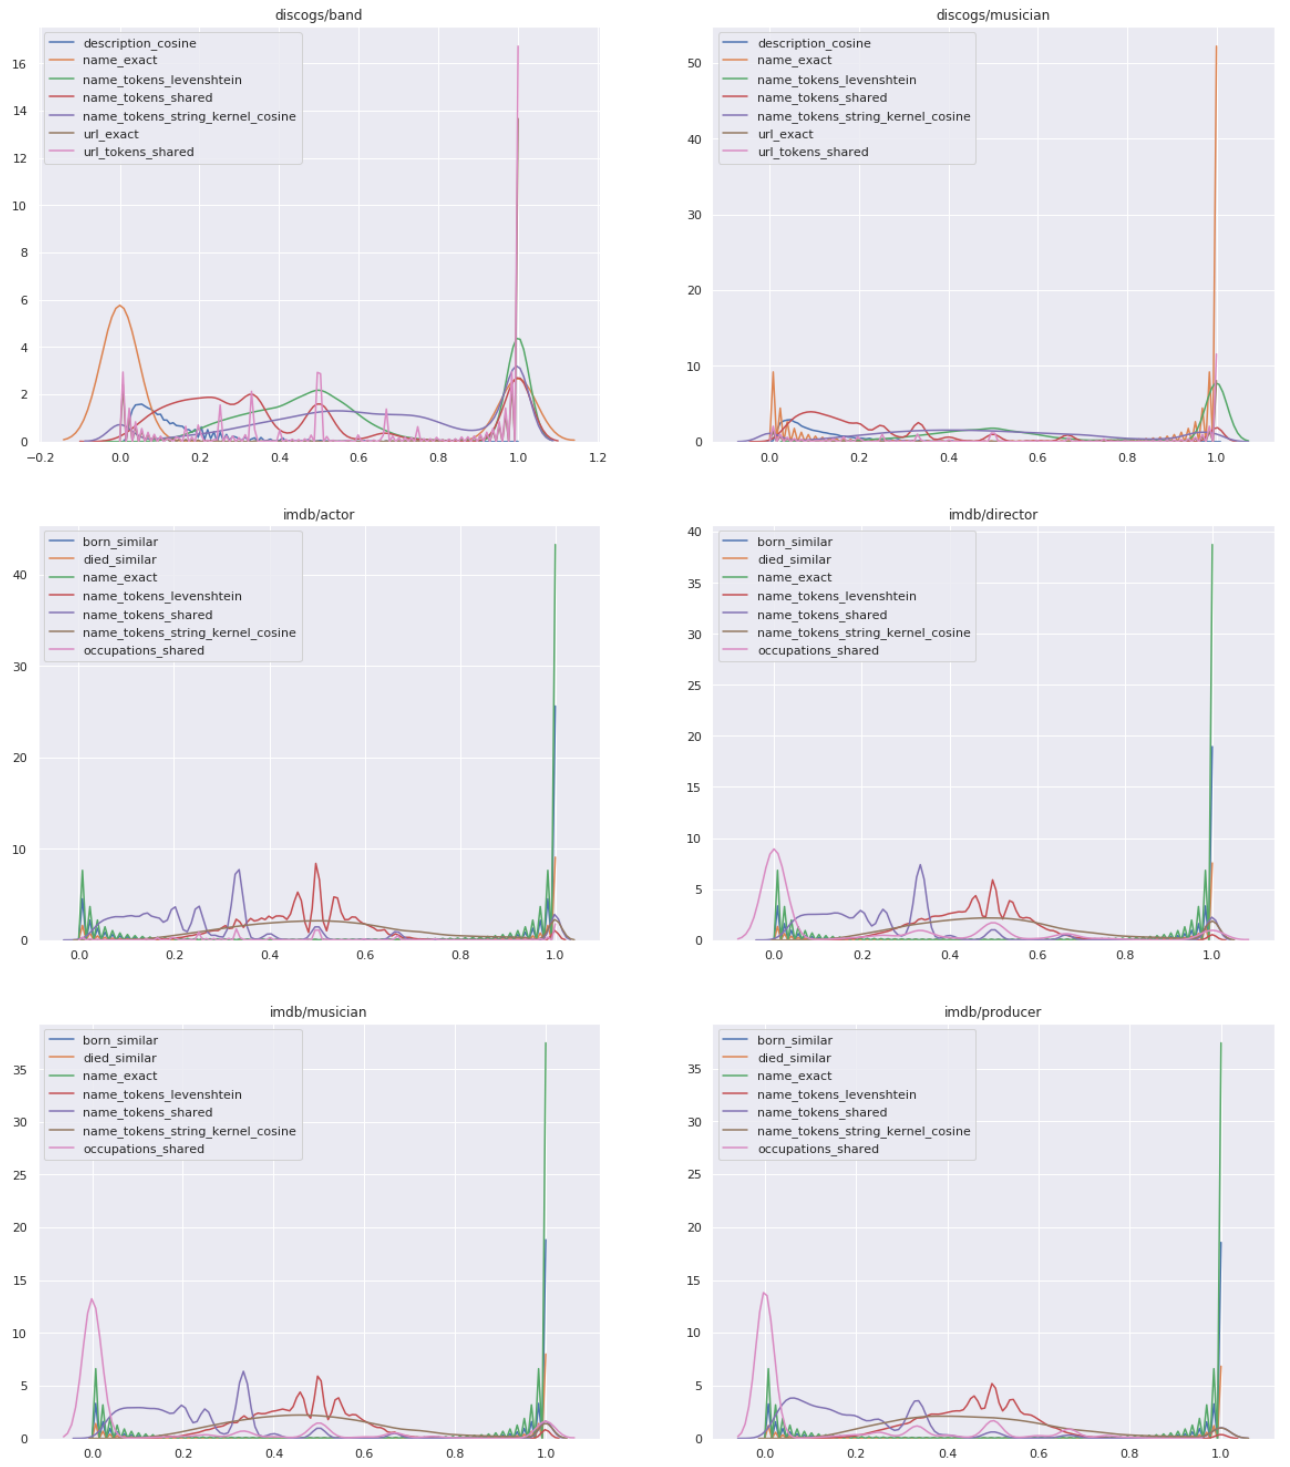 discogs/band
description_cosine
name_exact
name_tokens_levenshtein
name_tokens_shared
name_tokens_string_kernel_cosine
url_exact
url_tokens_shared
16
14
12
10
8
6
4
2
0
−0.2 0.0 0.2 0.4 0.6 0.8 1.0 1.2
discogs/musician
description_cosine
name_exact
name_tokens_levenshtein
name_tokens_shared
name_tokens_string_kernel_cosine
url_exact
url_tokens_shared
50
40
30
20
10
0
0.0 0.2 0.4 0.6 0.8 1.0
imdb/actor
born_similar
died_similar
name_exact
name_tokens_levenshtein
name_tokens_shared
name_tokens_string_kernel_cosine
occupations_shared
40
30
20
10
0
0.0 0.2 0.4 0.6 0.8 1.0
imdb/director
born_similar
died_similar
name_exact
name_tokens_levenshtein
name_tokens_shared
name_tokens_string_kernel_cosine
occupations_shared
40
35
30
25
20
15
10
5
0
0.0 0.2 0.4 0.6 0.8 1.0
imdb/musician
born_similar
died_similar
name_exact
name_tokens_levenshtein
name_tokens_shared
name_tokens_string_kernel_cosine
occupations_shared
35
30
25
20
15
10
5
0
0.0 0.2 0.4 0.6 0.8 1.0
imdb/producer
born_similar
died_similar
name_exact
name_tokens_levenshtein
name_tokens_shared
name_tokens_string_kernel_cosine
occupations_shared
35
30
25
20
15
10
5
0
0.0 0.2 0.4 0.6 0.8 1.0